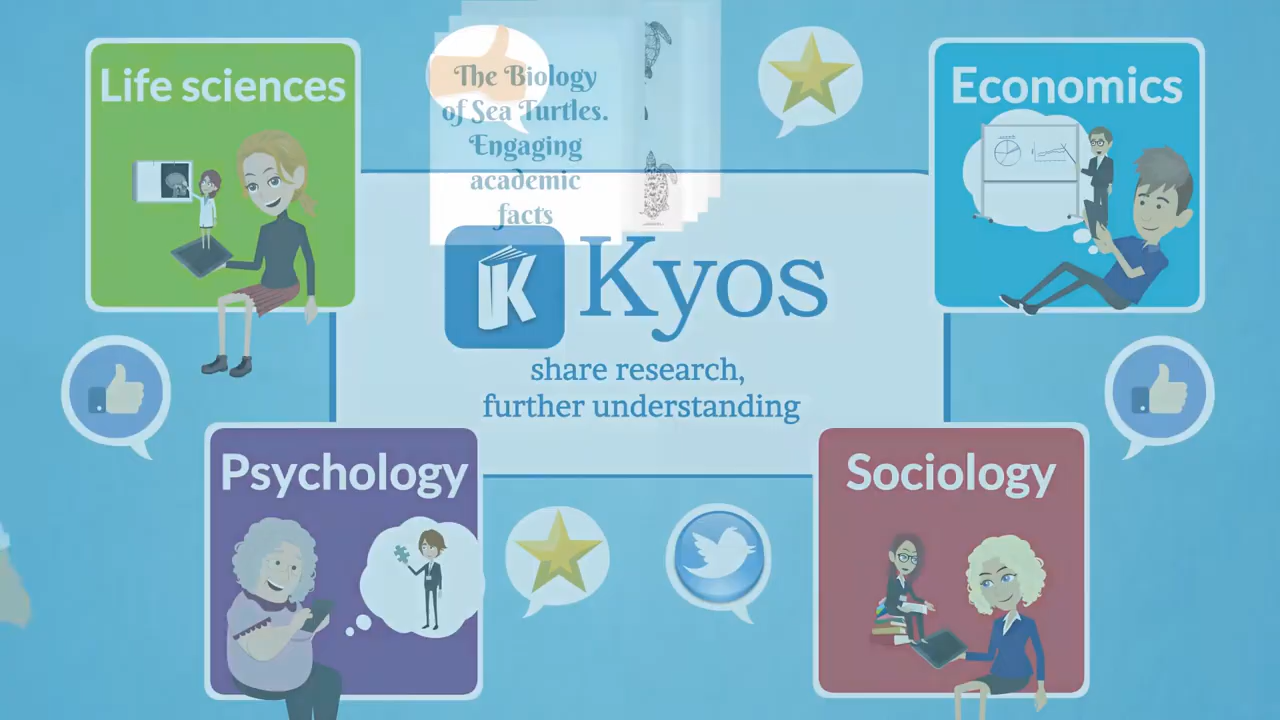 Life sciences
The Biology
of Sea Turtles.
Engaging
academic
facts
Economics
K
Kyos
share research,
further understanding
Psychology
Sociology